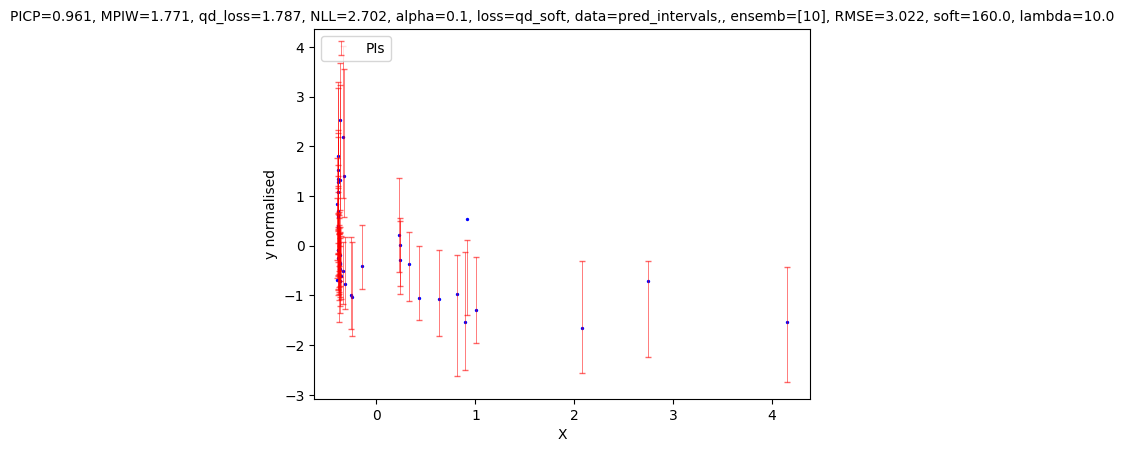 PICP=0.961, MPIW=1.771, qd_loss=1.787, NLL=2.702, alpha=0.1, loss=qd_soft, data=pred_intervals,, ensemb=[10], RMSE=3.022, soft=160.0, lambda=10.0
PIs
4
3
2
1
0
−1
−2
−3
y normalised
0 1 2 3 4
X